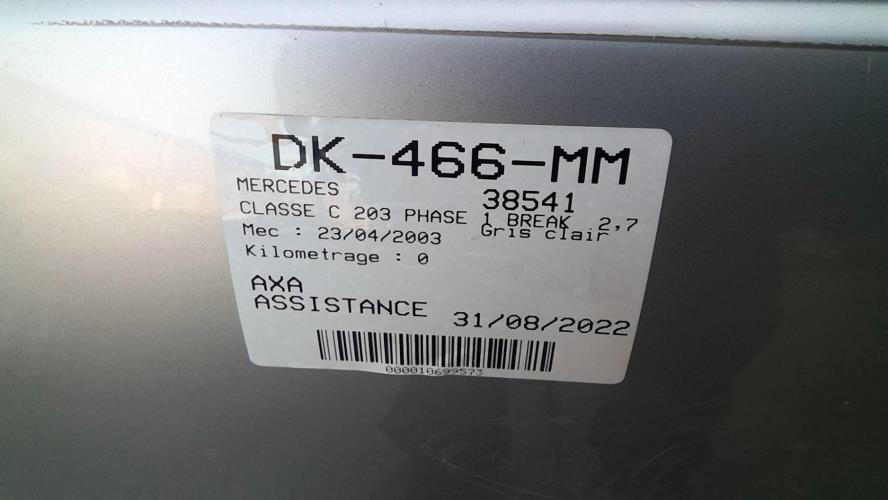 DK-466-MM
MERCEDES 38541
CLASSE C 203 PHASE 1 BREAK 2,7
Mec : 23/04/2003 Gris clair
Kilometrage : 0
AXA
ASSISTANCE 31/08/2022
000010699573